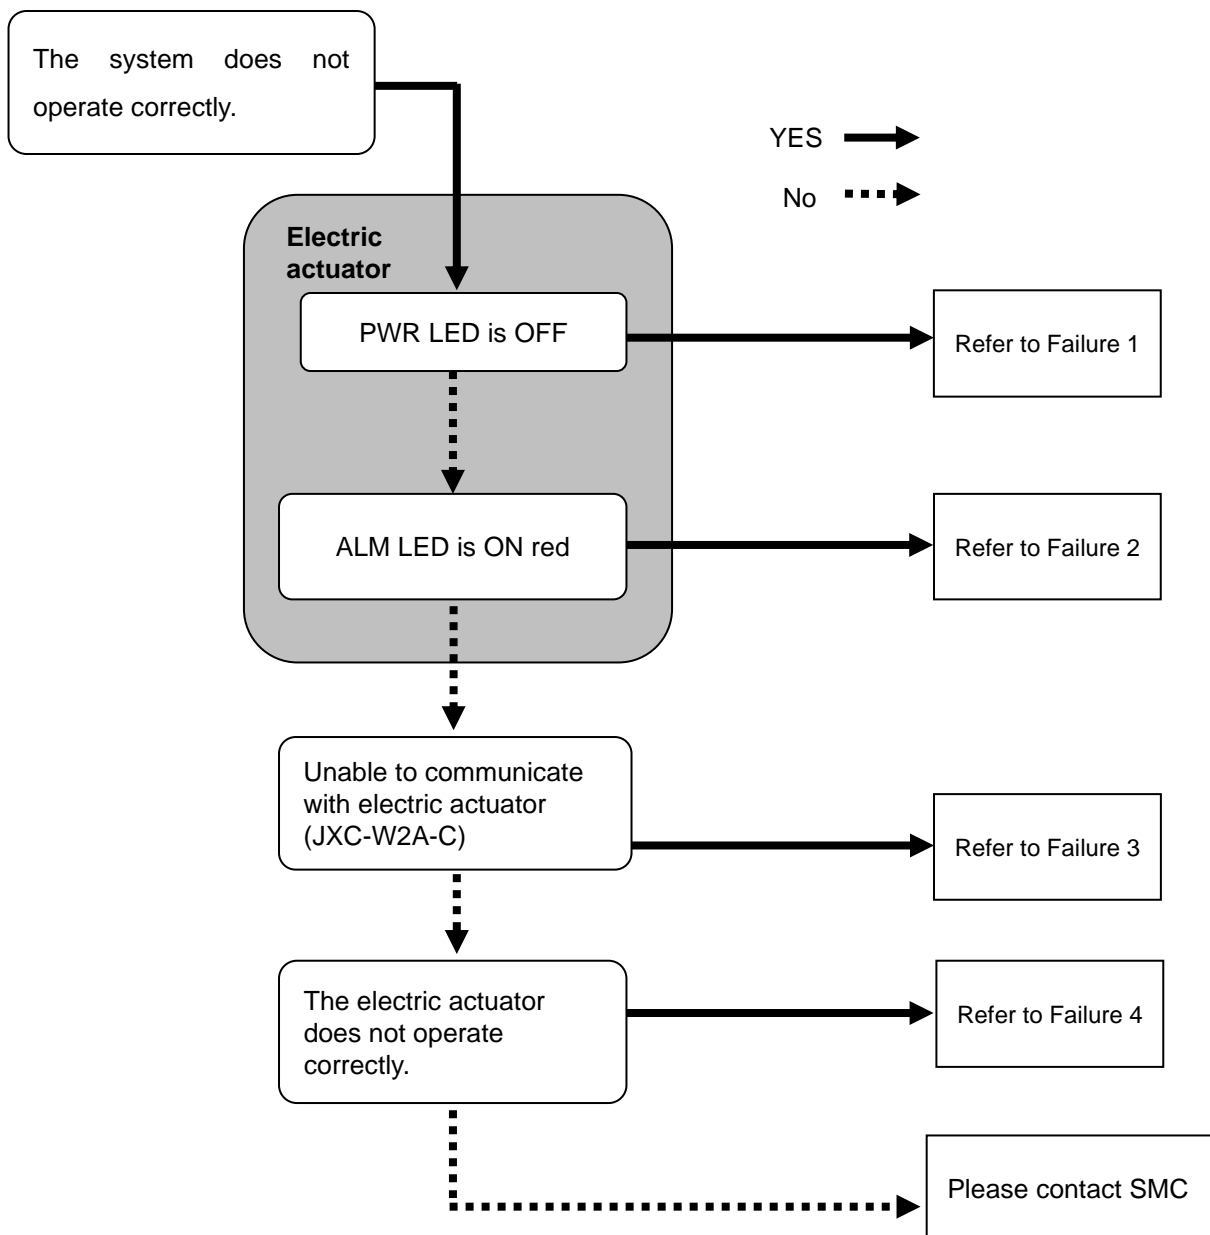 The system does not
operate correctly.
YES
No
Electric
actuator
PWR LED is OFF
Refer to Failure 1
ALM LED is ON red
Refer to Failure 2
Unable to communicate
with electric actuator
(JXC-W2A-C)
Refer to Failure 3
The electric actuator
does not operate
correctly.
Refer to Failure 4
Please contact SMC